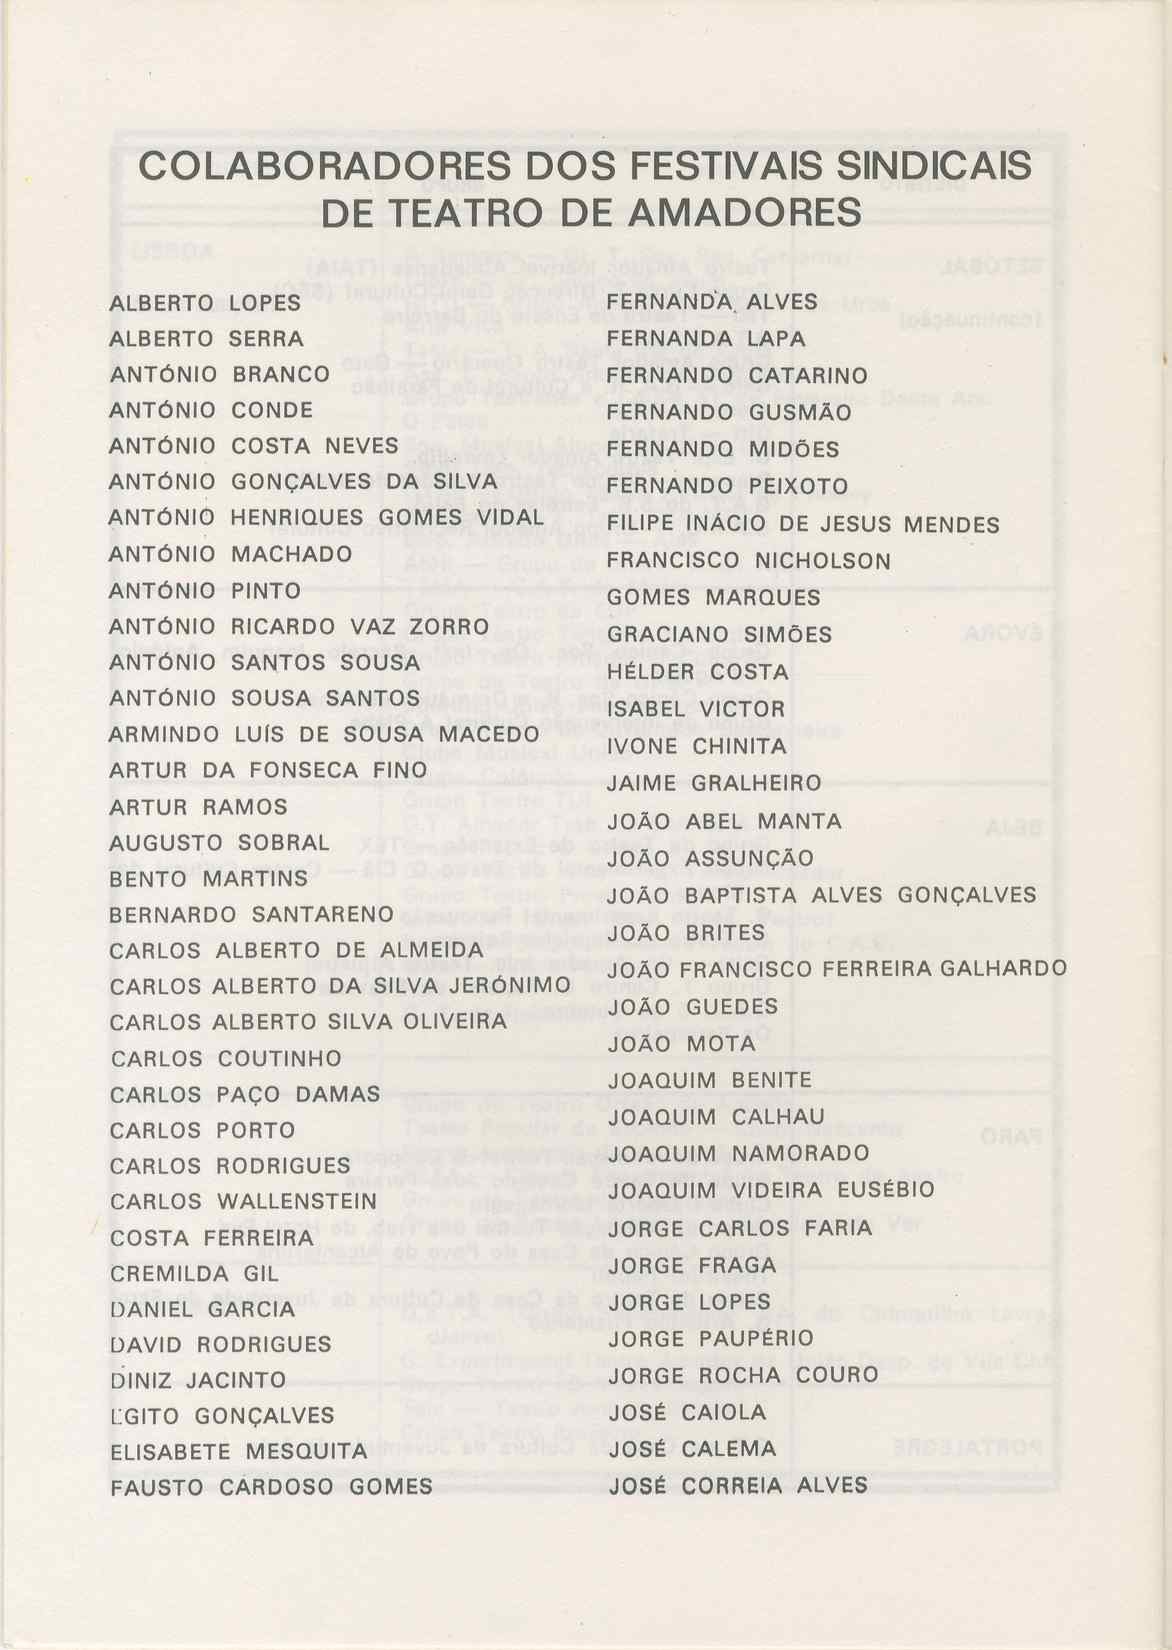 COLABORADORES DOS FESTIVAIS SINDICAIS
DE TEATRO DE AMADORES
ALBERTO LOPES
ALBERTO SERRA
ANTÓNIO BRANCO
ANTÓNIO CONDE
ANTÓNIO COSTA NEVES
ANTÓNIO GONÇALVES DA SILVA
ANTÓNIO HENRIQUES GOMES VIDAL
ANTÓNIO MACHADO
ANTÓNIO PINTO
ANTÓNIO RICARDO VAZ ZORRO
ANTÓNIO SANTOS SOUSA
ANTÓNIO SOUSA SANTOS
ARMINDO LUÍS DE SOUSA MACEDO
ARTUR DA FONSECA FINO
ARTUR RAMOS
AUGUSTO SOBRAL
BENTO MARTINS
BERNARDO SANTARENO
CARLOS ALBERTO DE ALMEIDA
CARLOS ALBERTO DA SILVA JERÓNIMO
CARLOS ALBERTO SILVA OLIVEIRA
CARLOS COUTINHO
CARLOS PAÇO DAMAS
CARLOS PORTO
CARLOS RODRIGUES
CARLOS WALLENSTEIN
COSTA FERREIRA
CREMILDA GIL
DANIEL GARCIA
DAVID RODRIGUES
DINIZ JACINTO
EGITO GONÇALVES
ELISABETE MESQUITA
FAUSTO CARDOSO GOMES
FERNANDA ALVES
FERNANDA LAPA
FERNANDO CATARINO
FERNANDO GUSMÃO
FERNANDO MIDÕES
FERNANDO PEIXOTO
FILIPE INÁCIO DE JESUS MENDES
FRANCISCO NICHOLSON
GOMES MARQUES
GRACIANO SIMÕES
HÉLDER COSTA
ISABEL VICTOR
IVONE CHINITA
JAIME GRALHEIRO
JOÃO ABEL MANTA
JOÃO ASSUNÇÃO
JOÃO BAPTISTA ALVES GONÇALVES
JOÃO BRITES
JOÃO FRANCISCO FERREIRA GALHARDO
JOÃO GUEDES
JOÃO MOTA
JOAQUIM BENITE
JOAQUIM CALHAU
JOAQUIM NAMORADO
JOAQUIM VIDEIRA EUSÉBIO
JORGE CARLOS FARIA
JORGE FRAGA
JORGE LOPES
JORGE PAUPÉRIO
JORGE ROCHA COURO
JOSÉ CAIOLA
JOSÉ CALEMA
JOSÉ CORREIA ALVES